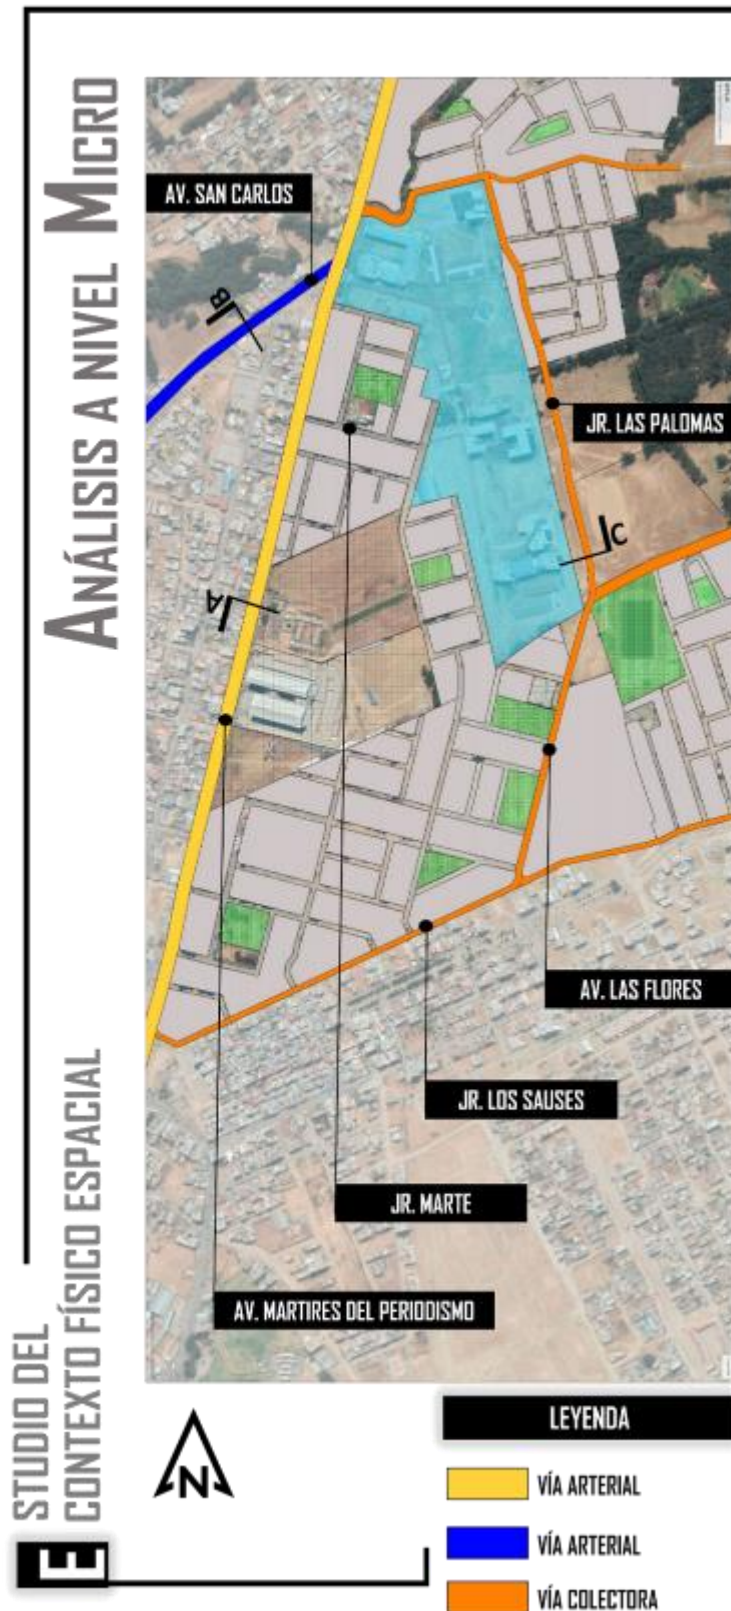 ANÁLISIS A NIVEL MICRO
ESTUDIO DEL
CONTEXTO FÍSICO ESPACIAL
AV. SAN CARLOS
B
JR. LAS PALOMAS
C
A
AV. LAS FLORES
JR. LOS SAUSES
JR. MARTE
AV. MARTIRES DEL PERIODISMO
N
LEYENDA
VÍA ARTERIAL
VÍA ARTERIAL
VÍA COLECTORA